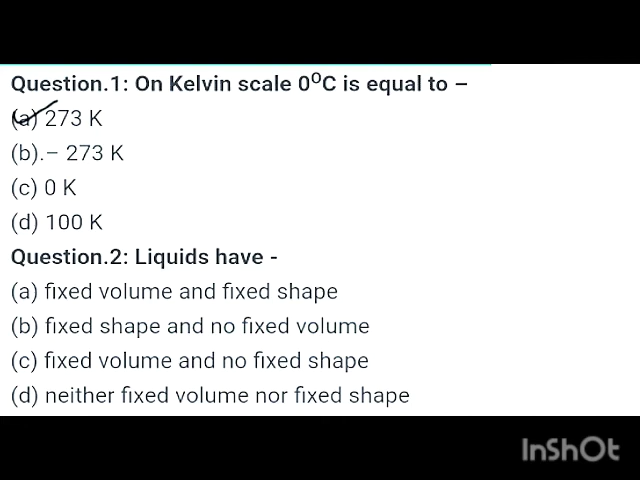 Question.1: On Kelvin scale 0⁰C is equal to –
(a) 273 K
(b).– 273 K
(c) 0 K
(d) 100 K
Question.2: Liquids have -
(a) fixed volume and fixed shape
(b) fixed shape and no fixed volume
(c) fixed volume and no fixed shape
(d) neither fixed volume nor fixed shape
InShOt